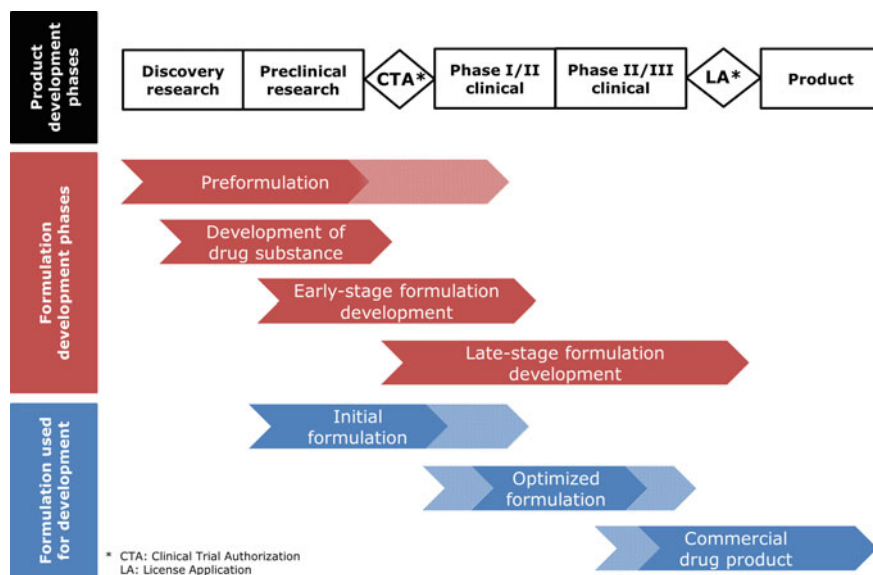 Product
development
phases
Discovery
research
Preclinical
research
CTA*
Phase I/II
clinical
Phase II/III
clinical
LA*
Product
Formulation
development phases
Preformulation
Development of
drug substance
Early-stage formulation
development
Late-stage formulation
development
Formulation used
for development
Initial
formulation
Optimized
formulation
Commercial
drug product
* CTA: Clinical Trial Authorization
LA: License Application